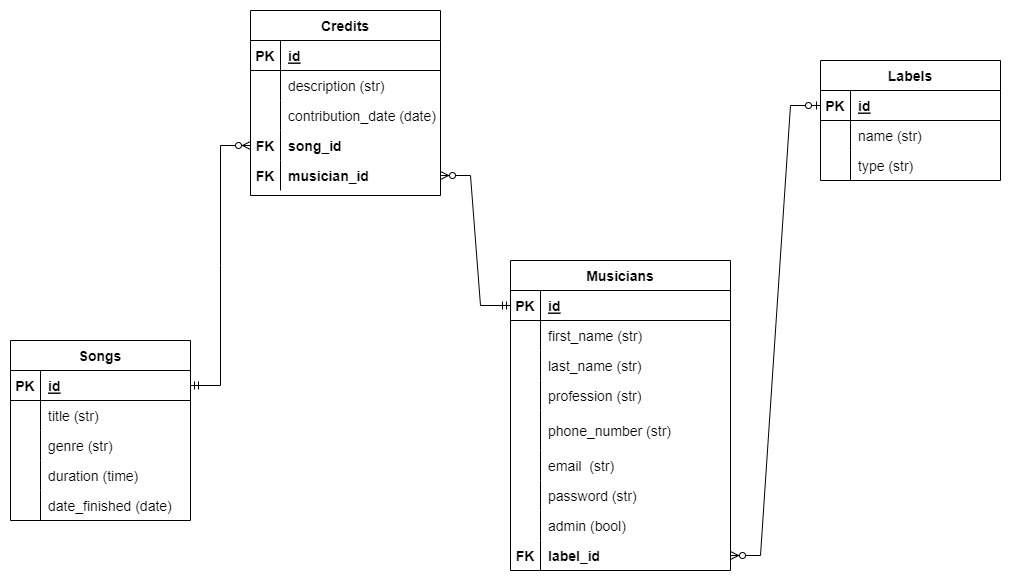 Credits
PK id
description (str)
contribution_date (date)
FK song_id
FK musician_id
Labels
PK id
name (str)
type (str)
Musicians
PK id
first_name (str)
last_name (str)
profession (str)
phone_number (str)
email  (str)
password (str)
admin (bool)
FK label_id
Songs
PK id
title (str)
genre (str)
duration (time)
date_finished (date)